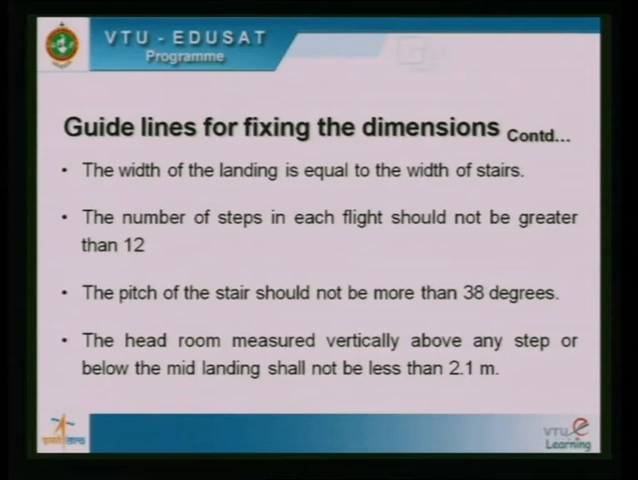 VTU - EDUSAT
Programme
Guide lines for fixing the dimensions Contd...
• The width of the landing is equal to the width of stairs.
• The number of steps in each flight should not be greater
than 12
• The pitch of the stair should not be more than 38 degrees.
• The head room measured vertically above any step or
below the mid landing shall not be less than 2.1 m.
VTU e
Learning